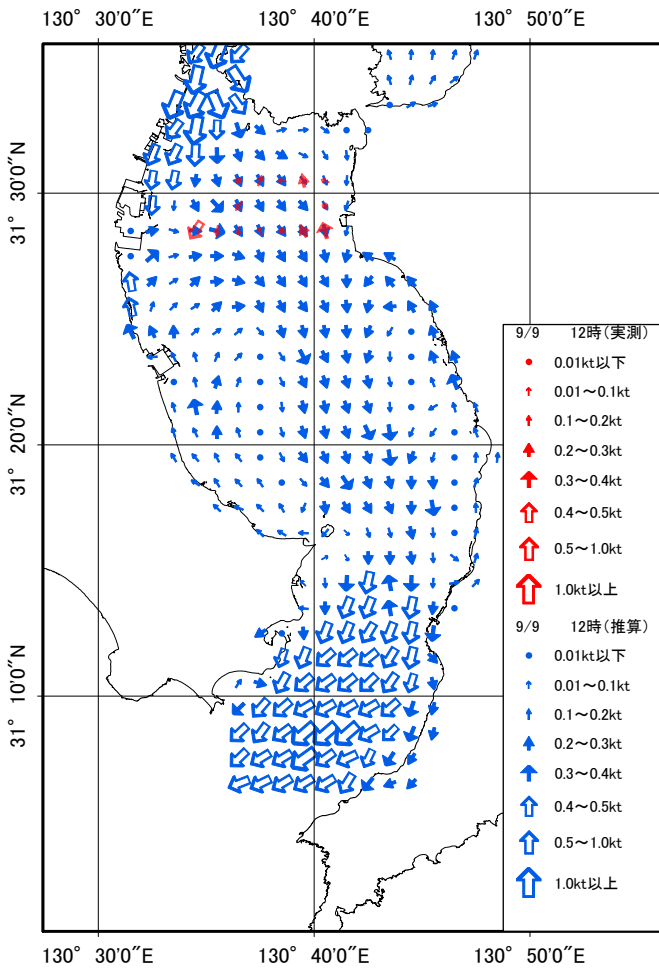 130° 30′0″E 130° 40′0″E 130° 50′0″E
31° 30′0″N
31° 20′0″N
31° 10′0″N
9/9 12時(実測)
0.01kt以下
0.01～0.1kt
0.1～0.2kt
0.2～0.3kt
0.3～0.4kt
0.4～0.5kt
0.5～1.0kt
1.0kt以上
9/9 12時(推算)
0.01kt以下
0.01～0.1kt
0.1～0.2kt
0.2～0.3kt
0.3～0.4kt
0.4～0.5kt
0.5～1.0kt
1.0kt以上
130° 30′0″E 130° 40′0″E 130° 50′0″E